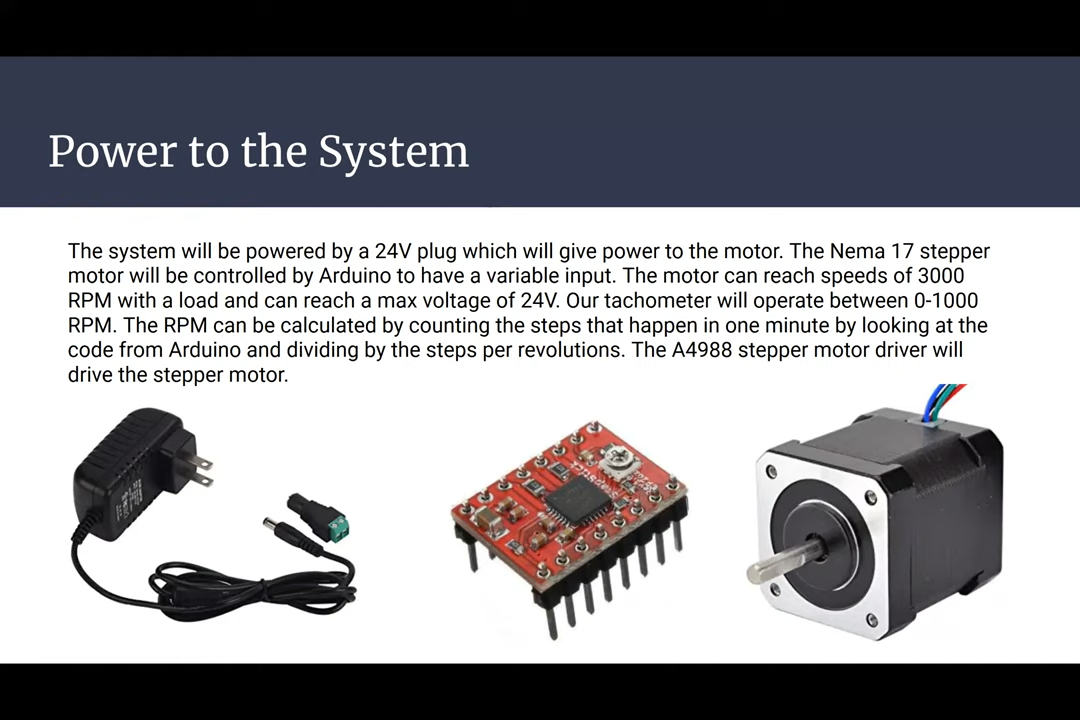 Power to the System
The system will be powered by a 24V plug which will give power to the motor. The Nema 17 stepper
motor will be controlled by Arduino to have a variable input. The motor can reach speeds of 3000
RPM with a load and can reach a max voltage of 24V. Our tachometer will operate between 0-1000
RPM. The RPM can be calculated by counting the steps that happen in one minute by looking at the
code from Arduino and dividing by the steps per revolutions. The A4988 stepper motor driver will
drive the stepper motor.